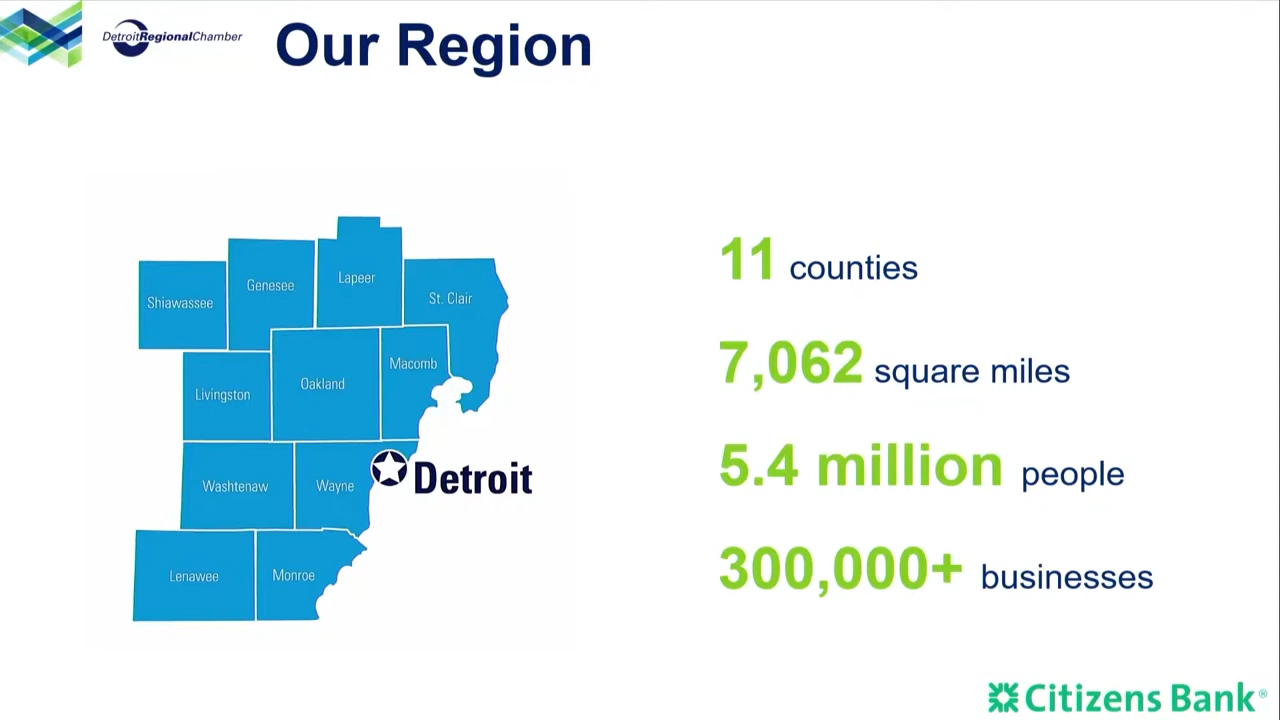 DetroitRegionalChamber
Our Region
Shiawassee
Genesee
Lapeer
St. Clair
Livingston
Oakland
Macomb
Washtenaw
Wayne
Detroit
Lenawee
Monroe
11 counties
7,062 square miles
5.4 million people
300,000+ businesses
Citizens Bank®